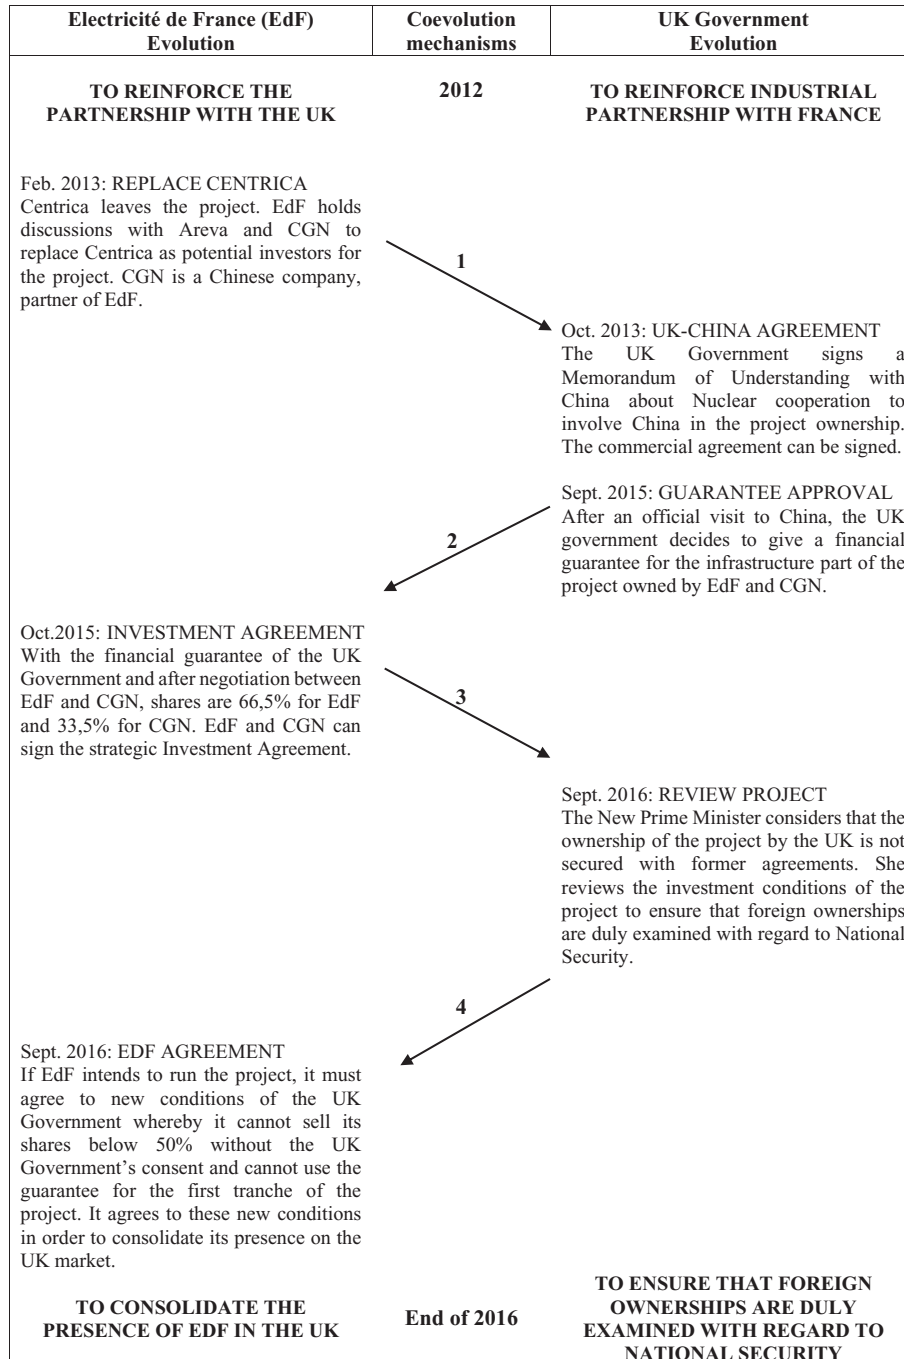 Electricité de France (EdF)
Evolution
Coevolution
mechanisms
UK Government
Evolution
TO REINFORCE THE
PARTNERSHIP WITH THE UK
2012
TO REINFORCE INDUSTRIAL
PARTNERSHIP WITH FRANCE
Feb. 2013: REPLACE CENTRICA
Centrica leaves the project. EdF holds
discussions with Areva and CGN to
replace Centrica as potential investors for
the project. CGN is a Chinese company,
partner of EdF.
1
Oct. 2013: UK-CHINA AGREEMENT
The UK Government signs a
Memorandum of Understanding with
China about Nuclear cooperation to
involve China in the project ownership.
The commercial agreement can be signed.
Sept. 2015: GUARANTEE APPROVAL
After an official visit to China, the UK
government decides to give a financial
guarantee for the infrastructure part of the
project owned by EdF and CGN.
2
Oct.2015: INVESTMENT AGREEMENT
With the financial guarantee of the UK
Government and after negotiation between
EdF and CGN, shares are 66,5% for EdF
and 33,5% for CGN. EdF and CGN can
sign the strategic Investment Agreement.
3
Sept. 2016: REVIEW PROJECT
The New Prime Minister considers that the
ownership of the project by the UK is not
secured with former agreements. She
reviews the investment conditions of the
project to ensure that foreign ownerships
are duly examined with regard to National
Security.
4
Sept. 2016: EDF AGREEMENT
If EdF intends to run the project, it must
agree to new conditions of the UK
Government whereby it cannot sell its
shares below 50% without the UK
Government's consent and cannot use the
guarantee for the first tranche of the
project. It agrees to these new conditions
in order to consolidate its presence on the
UK market.
TO CONSOLIDATE THE
PRESENCE OF EDF IN THE UK
End of 2016
TO ENSURE THAT FOREIGN
OWNERSHIPS ARE DULY
EXAMINED WITH REGARD TO
NATIONAL SECURITY